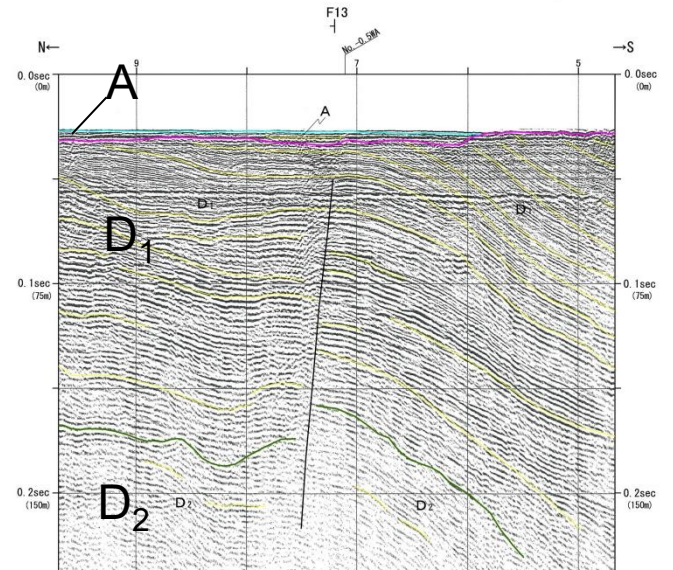 F13
N← No.-0.5WA →S
9 7 5
0.0sec 0.0sec
(0m) (0m)
A
A
D₁ D₁
D₁
0.1sec 0.1sec
(75m) (75m)
0.2sec 0.2sec
(150m) (150m)
D₂ D₂ D₂